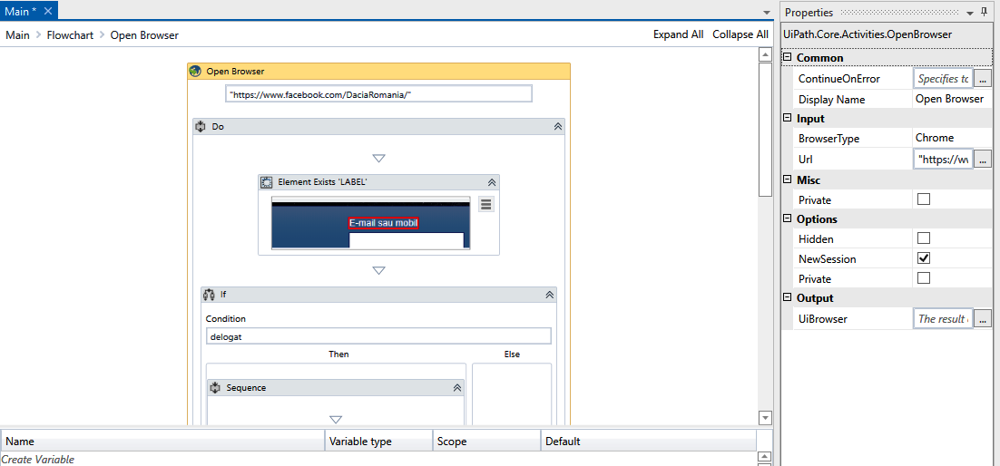 Main *
Main > Flowchart > Open Browser
Expand All Collapse All
Open Browser
"https://www.facebook.com/DaciaRomania/"
Do
Element Exists 'LABEL'
E-mail sau mobil
If
Condition
delogat
Then Else
Sequence
Name Variable type Scope Default
Create Variable
Properties
UiPath.Core.Activities.OpenBrowser
Common
ContinueOnError Specifies to ...
Display Name Open Browser
Input
BrowserType Chrome
Url "https://w ...
Misc
Private
Options
Hidden
NewSession
Private
Output
UiBrowser The result ...